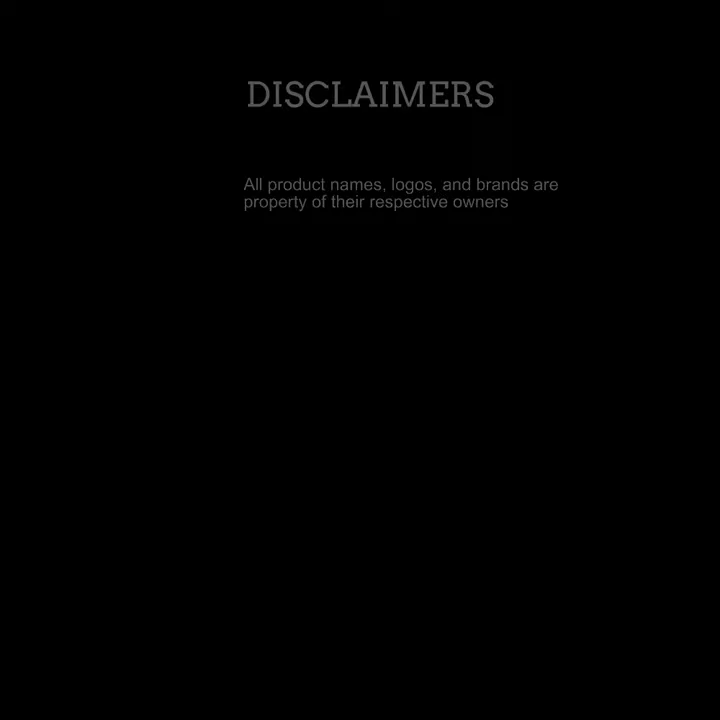 DISCLAIMERS
All product names, logos, and brands are
property of their respective owners